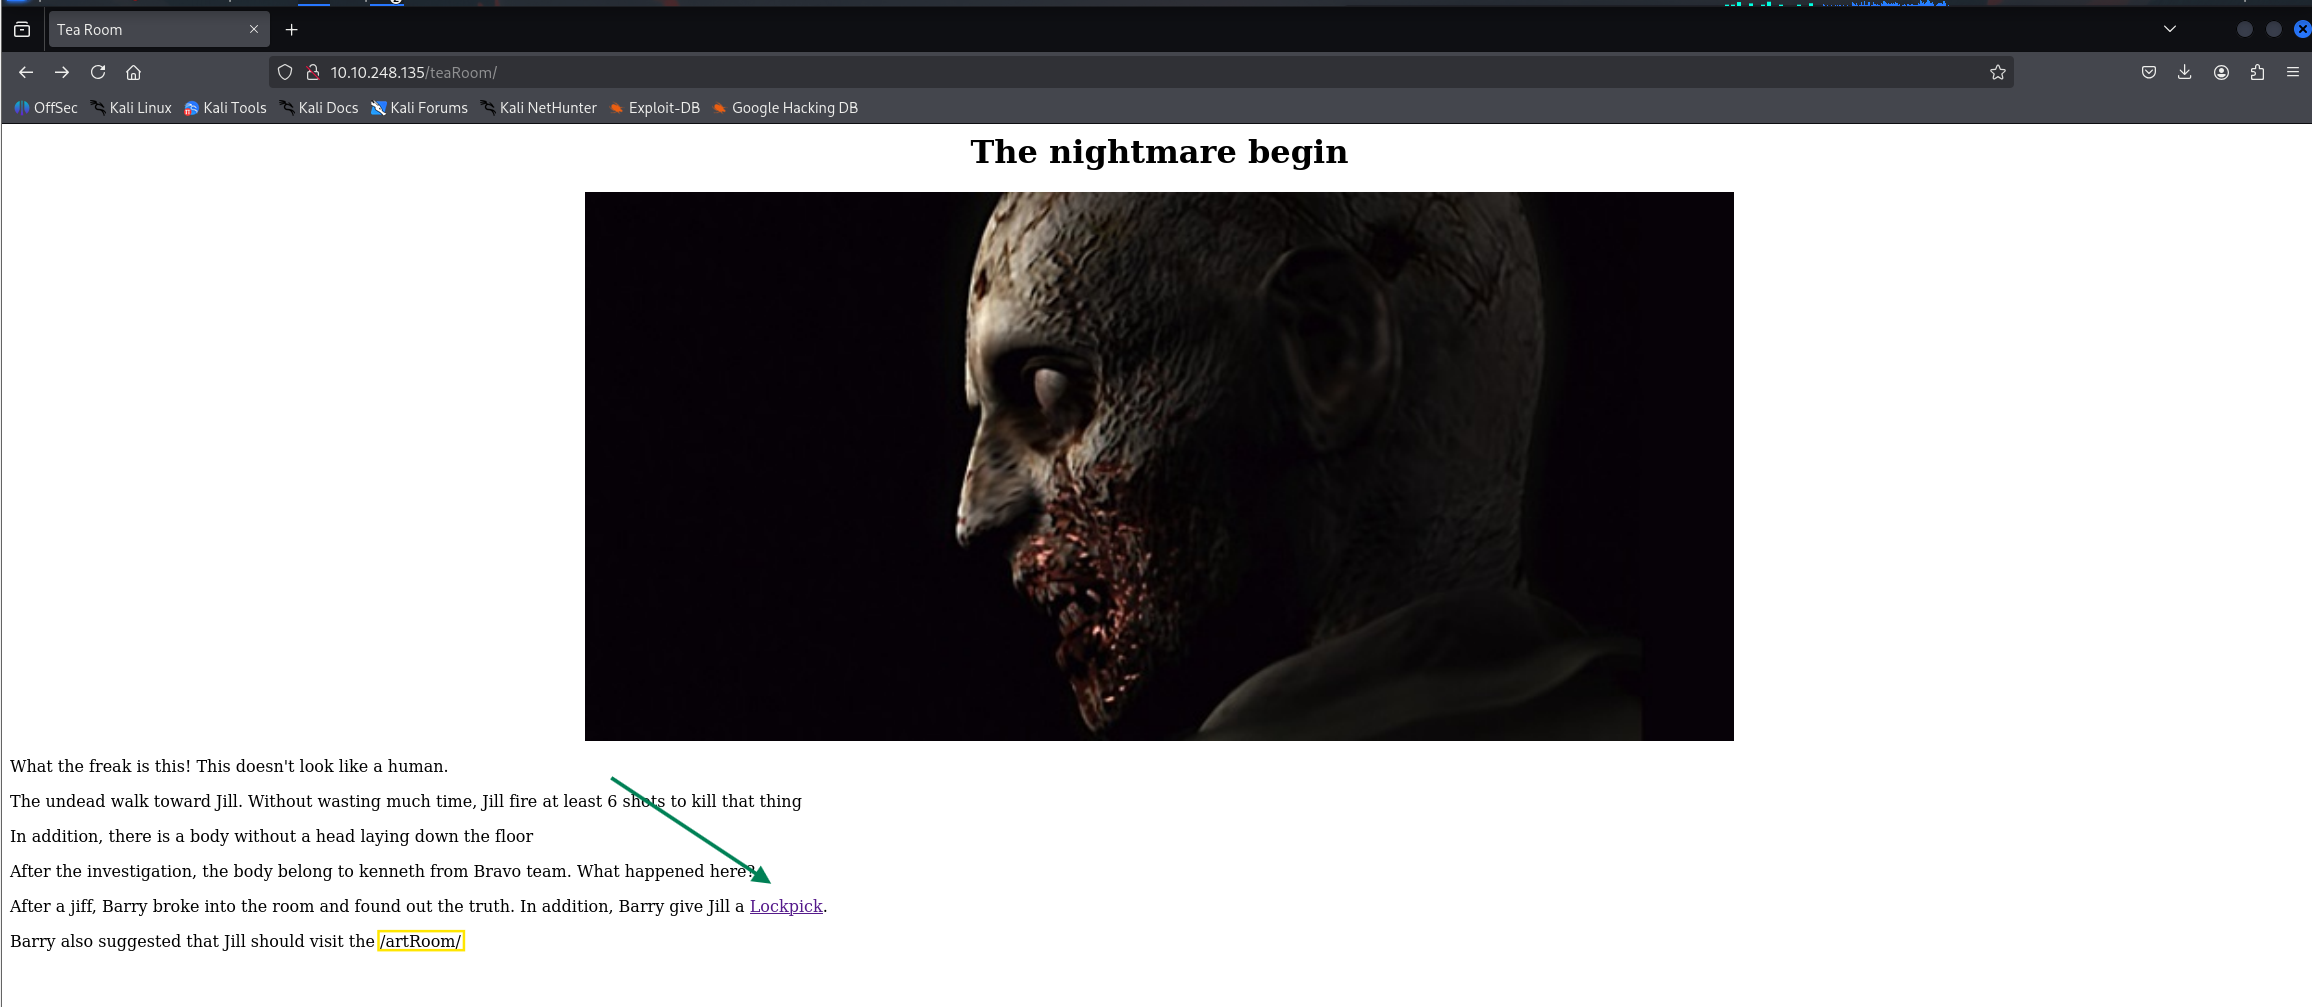 Tea Room
10.10.248.135/teaRoom/
OffSec Kali Linux Kali Tools Kali Docs Kali Forums Kali NetHunter Exploit-DB Google Hacking DB
The nightmare begin
What the freak is this! This doesn't look like a human.
The undead walk toward Jill. Without wasting much time, Jill fire at least 6 shots to kill that thing
In addition, there is a body without a head laying down the floor
After the investigation, the body belong to kenneth from Bravo team. What happened here?
After a jiff, Barry broke into the room and found out the truth. In addition, Barry give Jill a Lockpick.
Barry also suggested that Jill should visit the /artRoom/